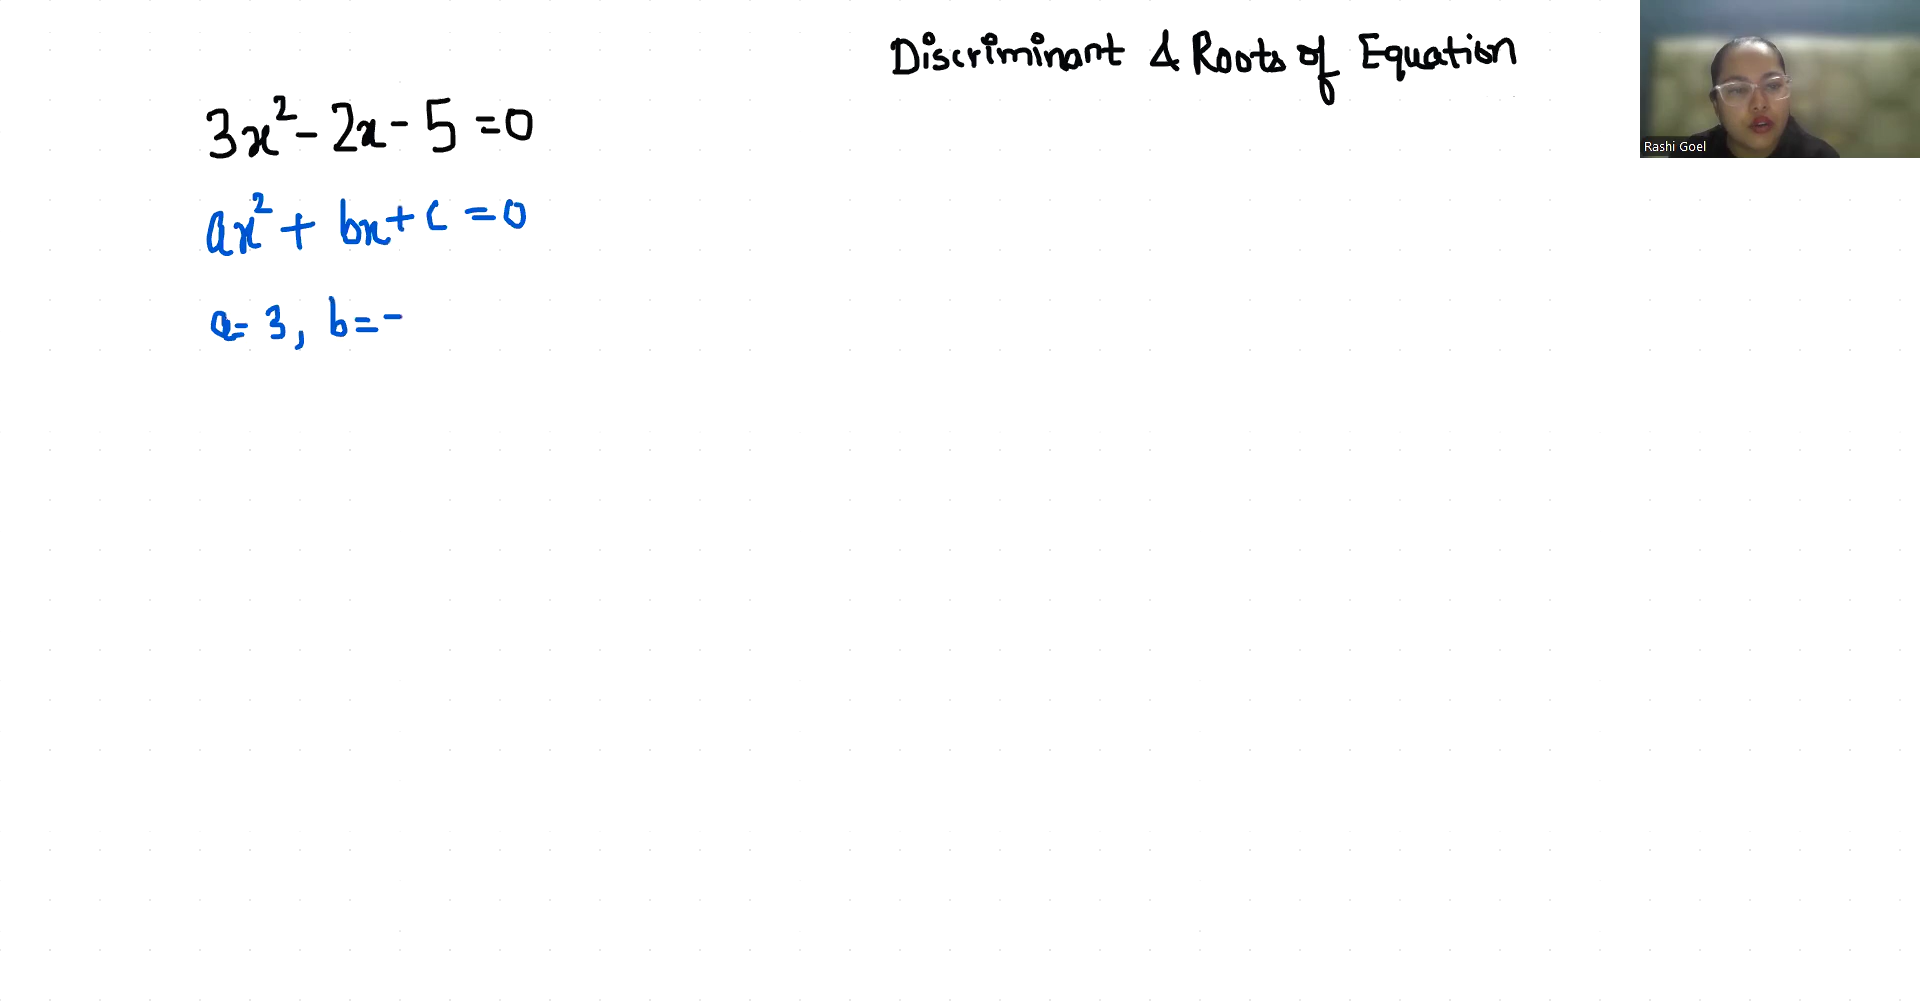 Discriminant & Roots of Equation
Rashi Goel
3x² - 2x - 5 = 0
ax² + bx + c = 0
a = 3, b = -